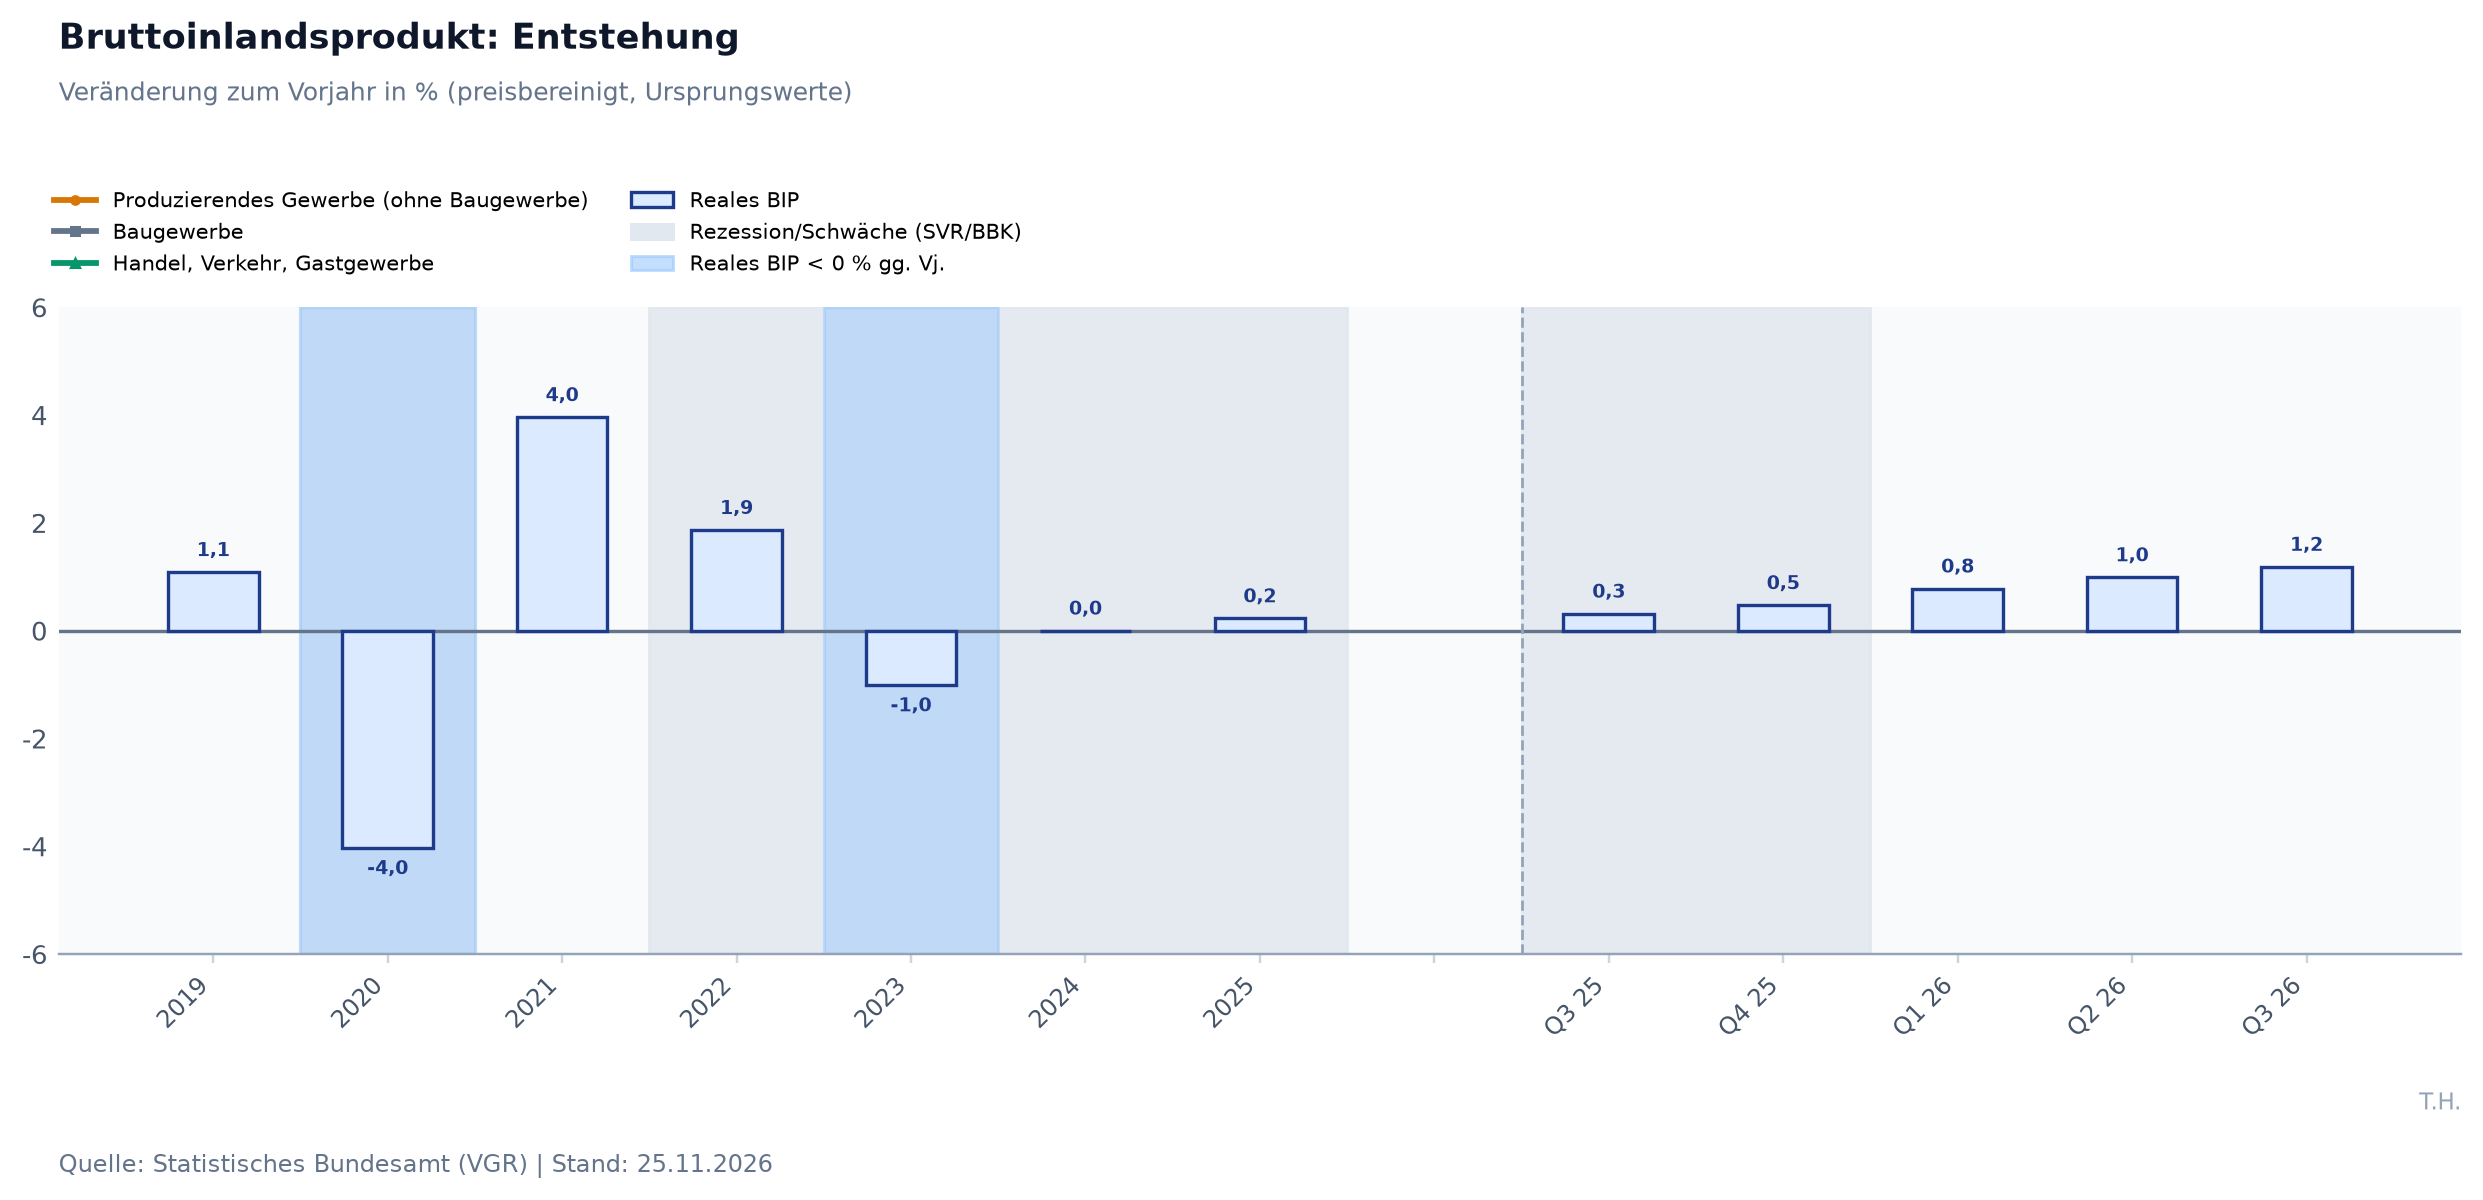 Bruttoinlandsprodukt: Entstehung
Veränderung zum Vorjahr in % (preisbereinigt, Ursprungswerte)
Produzierendes Gewerbe (ohne Baugewerbe)
Baugewerbe
Handel, Verkehr, Gastgewerbe
Reales BIP
Rezession/Schwäche (SVR/BBK)
Reales BIP < 0 % gg. Vj.
6
4
2
0
-2
-4
-6
1,1
-4,0
4,0
1,9
-1,0
0,0
0,2
0,3
0,5
0,8
1,0
1,2
2019
2020
2021
2022
2023
2024
2025
Q3 25
Q4 25
Q1 26
Q2 26
Q3 26
T.H.
Quelle: Statistisches Bundesamt (VGR) | Stand: 25.11.2026